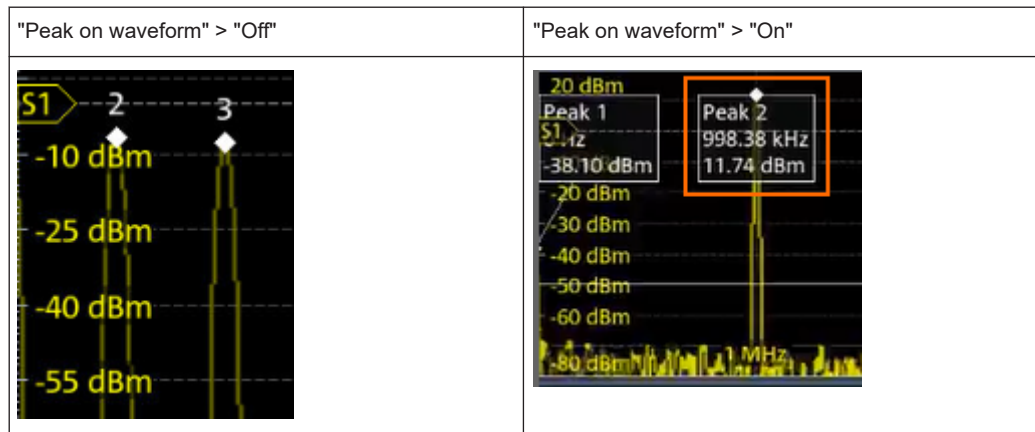 "Peak on waveform" > "Off"
"Peak on waveform" > "On"
S1
2
3
-10 dBm
-25 dBm
-40 dBm
-55 dBm
20 dBm
Peak 1
Peak 2
S1
Hz
998.38 kHz
-38.10 dBm
11.74 dBm
-20 dBm
-30 dBm
-40 dBm
-50 dBm
-60 dBm
1 MHz
-80 dBm